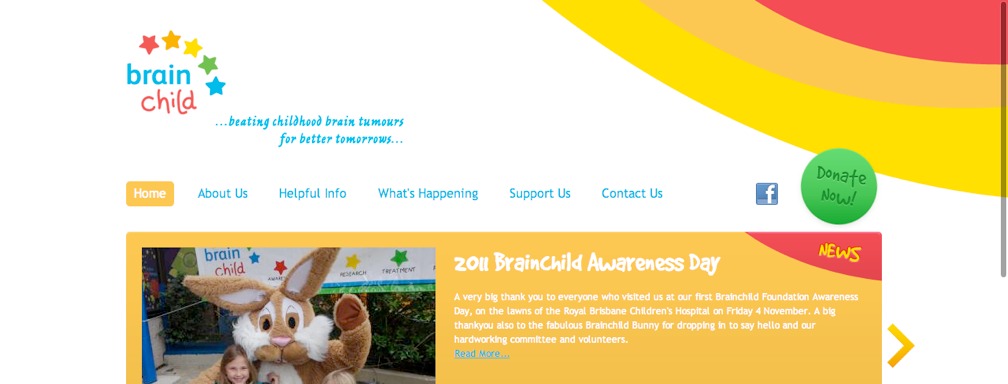 brain
child
...beating childhood brain tumours
for better tomorrows...
Home About Us Helpful Info What's Happening Support Us Contact Us
f
Donate
Now!
NEWS
brain
child
RESEARCH
TREATMENT
2011 BrainChild Awareness Day
A very big thank you to everyone who visited us at our first Brainchild Foundation Awareness
Day, on the lawns of the Royal Brisbane Children's Hospital on Friday 4 November. A big
thankyou also to the fabulous Brainchild Bunny for dropping in to say hello and our
hardworking committee and volunteers.
Read More...